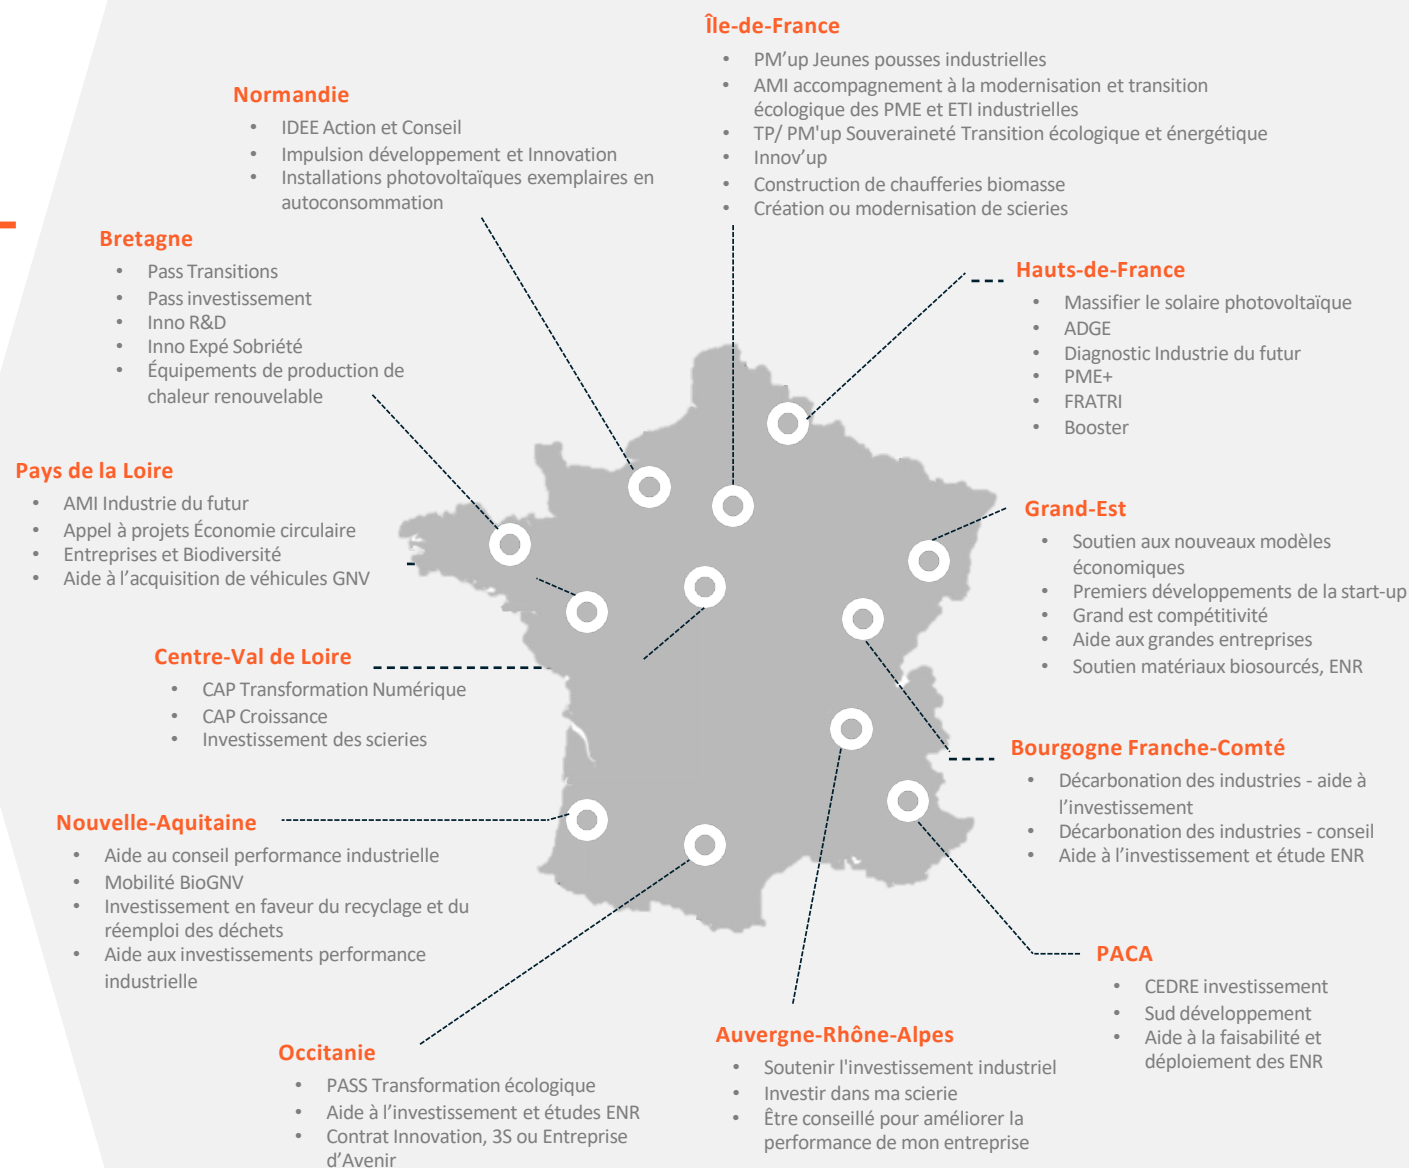 Île-de-France
• PM’up Jeunes pousses industrielles
• AMI accompagnement à la modernisation et transition
écologique des PME et ETI industrielles
• TP/ PM'up Souveraineté Transition écologique et énergétique
• Innov’up
• Construction de chaufferies biomasse
• Création ou modernisation de scieries
Normandie
• IDEE Action et Conseil
• Impulsion développement et Innovation
• Installations photovoltaïques exemplaires en
autoconsommation
Bretagne
• Pass Transitions
• Pass investissement
• Inno R&D
• Inno Expé Sobriété
• Équipements de production de
chaleur renouvelable
Hauts-de-France
• Massifier le solaire photovoltaïque
• ADGE
• Diagnostic Industrie du futur
• PME+
• FRATRI
• Booster
Pays de la Loire
• AMI Industrie du futur
• Appel à projets Économie circulaire
• Entreprises et Biodiversité
• Aide à l’acquisition de véhicules GNV
Grand-Est
• Soutien aux nouveaux modèles
économiques
• Premiers développements de la start-up
• Grand est compétitivité
• Aide aux grandes entreprises
• Soutien matériaux biosourcés, ENR
Centre-Val de Loire
• CAP Transformation Numérique
• CAP Croissance
• Investissement des scieries
Bourgogne Franche-Comté
• Décarbonation des industries - aide à
l’investissement
• Décarbonation des industries - conseil
• Aide à l’investissement et étude ENR
Nouvelle-Aquitaine
• Aide au conseil performance industrielle
• Mobilité BioGNV
• Investissement en faveur du recyclage et du
réemploi des déchets
• Aide aux investissements performance
industrielle
PACA
• CEDRE investissement
• Sud développement
• Aide à la faisabilité et
déploiement des ENR
Occitanie
• PASS Transformation écologique
• Aide à l’investissement et études ENR
• Contrat Innovation, 3S ou Entreprise
d’Avenir
Auvergne-Rhône-Alpes
• Soutenir l'investissement industriel
• Investir dans ma scierie
• Être conseillé pour améliorer la
performance de mon entreprise